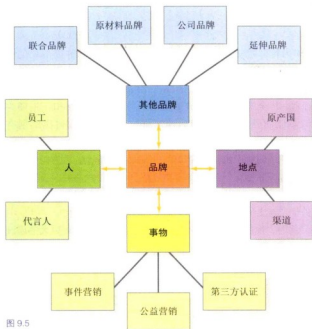 原材料品牌
公司品牌
联合品牌
延伸品牌
其他品牌
员工
原产国
人
品牌
地点
代言人
渠道
事物
事件营销
第三方认证
公益营销
图 9.5